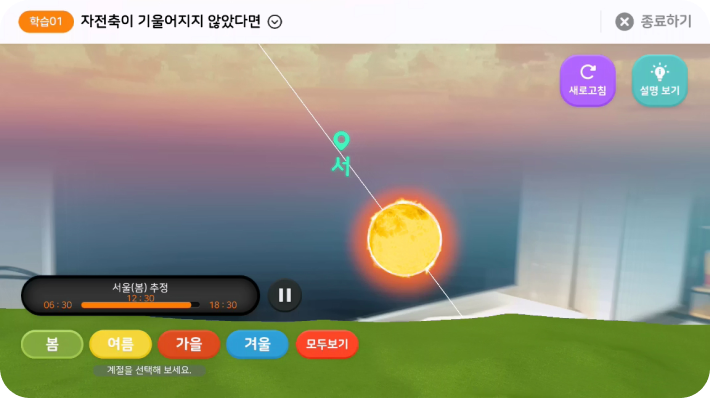 학습01 자전축이 기울어지지 않았다면 종료하기
새로고침 설명 보기
서
서울(봄) 추정
12 : 30
06 : 30 18 : 30
봄 여름 가을 겨울 모두보기
계절을 선택해 보세요.